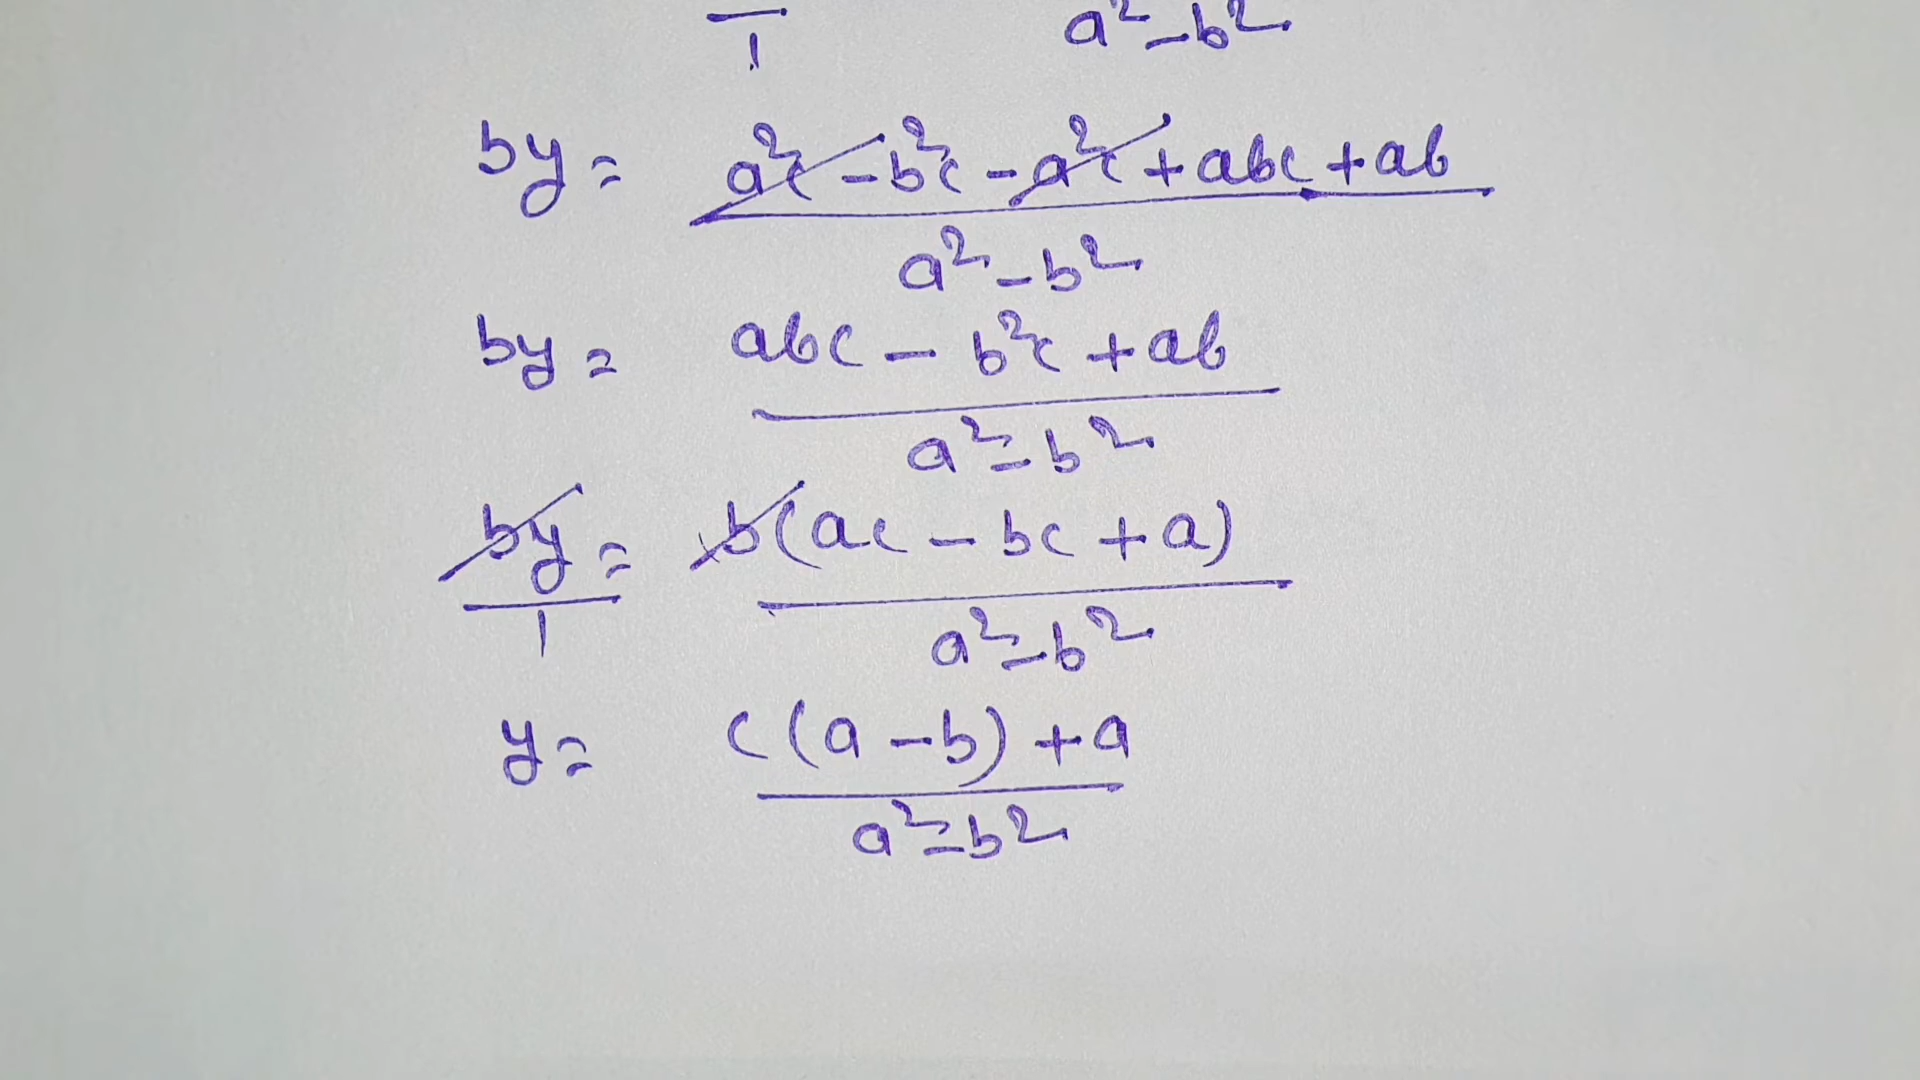 1 a²-b²
by= a²c-b²c-a²c+abc+ab
a²-b²
by= abc-b²c+ab
a²-b²
by= b(ac-bc+a)
1 a²-b²
y= c(a-b)+a
a²-b²